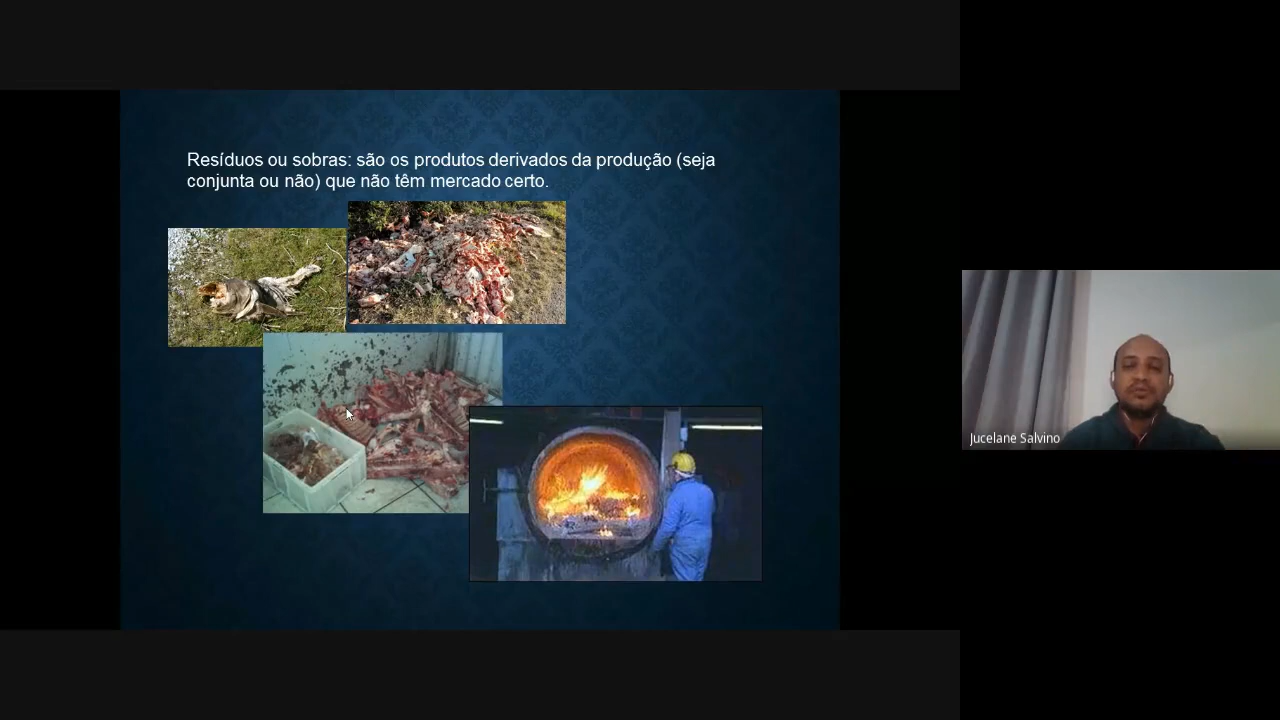 Resíduos ou sobras: são os produtos derivados da produção (seja
conjunta ou não) que não têm mercado certo.
Jucelane Salvino